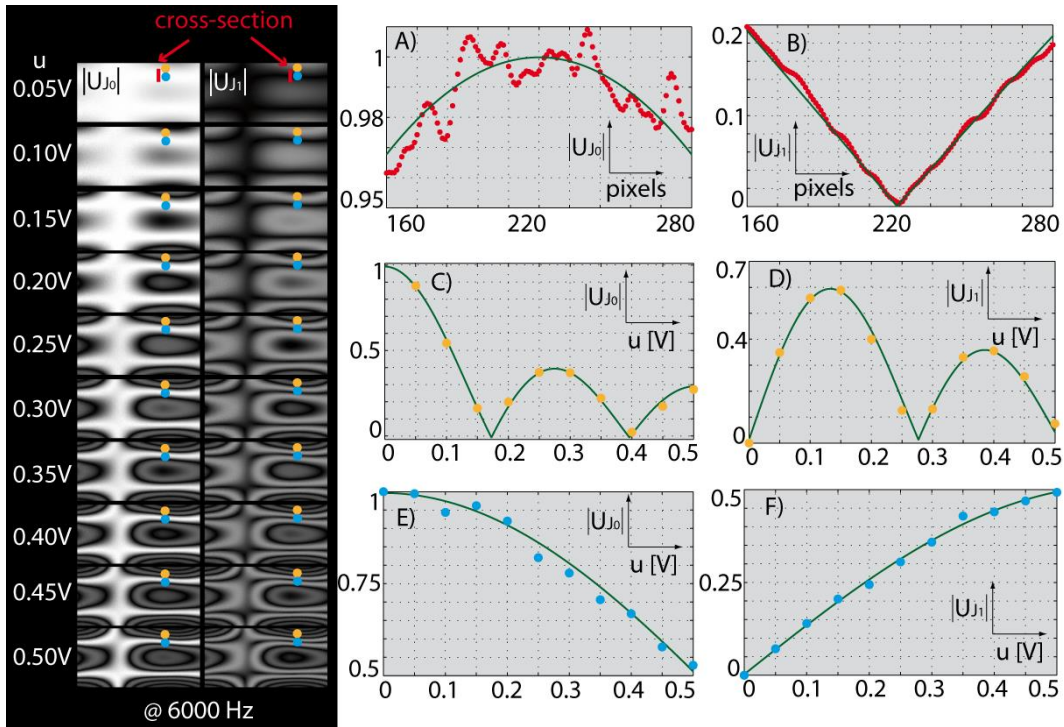 cross-section
u
|UJ₀|
|UJ₁|
0.05V
0.10V
0.15V
0.20V
0.25V
0.30V
0.35V
0.40V
0.45V
0.50V
@ 6000 Hz
A)
1
0.98
0.95
160
220
280
|UJ₀|
pixels
B)
0.2
0.1
0
160
220
280
|UJ₁|
pixels
C)
1
0.5
0
0
0.1
0.2
0.3
0.4
0.5
|UJ₀|
u [V]
D)
0.7
0.4
0
0
0.1
0.2
0.3
0.4
0.5
|UJ₁|
u [V]
E)
1
0.75
0.5
0
0.1
0.2
0.3
0.4
0.5
|UJ₀|
u [V]
F)
0.5
0.25
0
0
0.1
0.2
0.3
0.4
0.5
|UJ₁|
u [V]